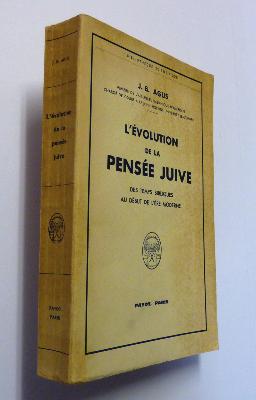 J. B. AGUS
L'ÉVOLUTION
DE LA
PENSÉE JUIVE
DES TEMPS BIBLIQUES
AU DÉBUT DE L'ÈRE MODERNE
PAYOT, PARIS
J. B. AGUS
L'Évolution
de la
pensée
juive
PAYOT
PARIS